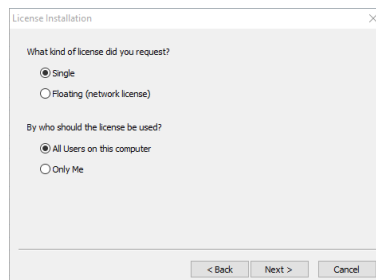 License Installation
What kind of license did you request?
Single
Floating (network license)
By who should the license be used?
All Users on this computer
Only Me
< Back
Next >
Cancel